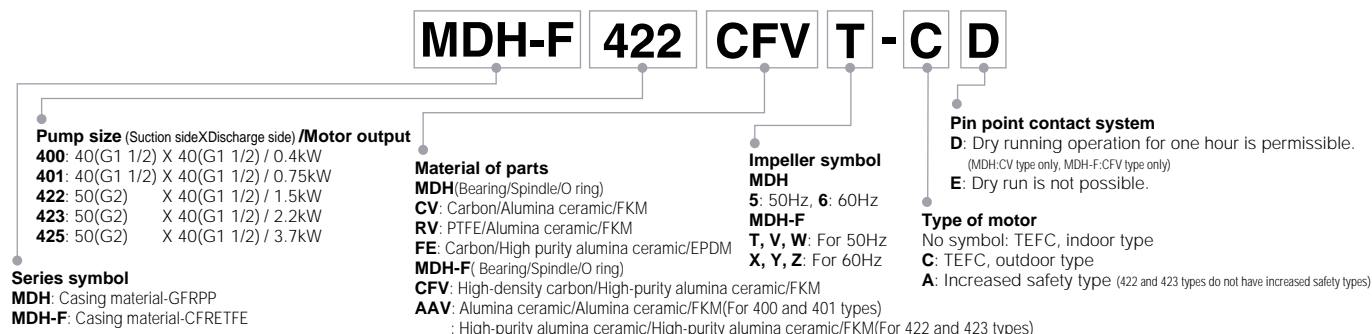 MDH-F 422 CFV T - C D
Pump size (Suction sideXDischarge side) /Motor output
400: 40(G1 1/2) X 40(G1 1/2) / 0.4kW
401: 40(G1 1/2) X 40(G1 1/2) / 0.75kW
422: 50(G2) X 40(G1 1/2) / 1.5kW
423: 50(G2) X 40(G1 1/2) / 2.2kW
425: 50(G2) X 40(G1 1/2) / 3.7kW
Series symbol
MDH: Casing material-GFRPP
MDH-F: Casing material-CFRETFE
Material of parts
MDH(Bearing/Spindle/O ring)
CV: Carbon/Alumina ceramic/FKM
RV: PTFE/Alumina ceramic/FKM
FE: Carbon/High purity alumina ceramic/EPDM
MDH-F( Bearing/Spindle/O ring)
CFV: High-density carbon/High-purity alumina ceramic/FKM
AAV: Alumina ceramic/Alumina ceramic/FKM(For 400 and 401 types)
: High-purity alumina ceramic/High-purity alumina ceramic/FKM(For 422 and 423 types)
Impeller symbol
MDH
5: 50Hz, 6: 60Hz
MDH-F
T, V, W: For 50Hz
X, Y, Z: For 60Hz
Pin point contact system
D: Dry running operation for one hour is permissible.
(MDH:CV type only, MDH-F:CFV type only)
E: Dry run is not possible.
Type of motor
No symbol: TEFC, indoor type
C: TEFC, outdoor type
A: Increased safety type (422 and 423 types do not have increased safety types)